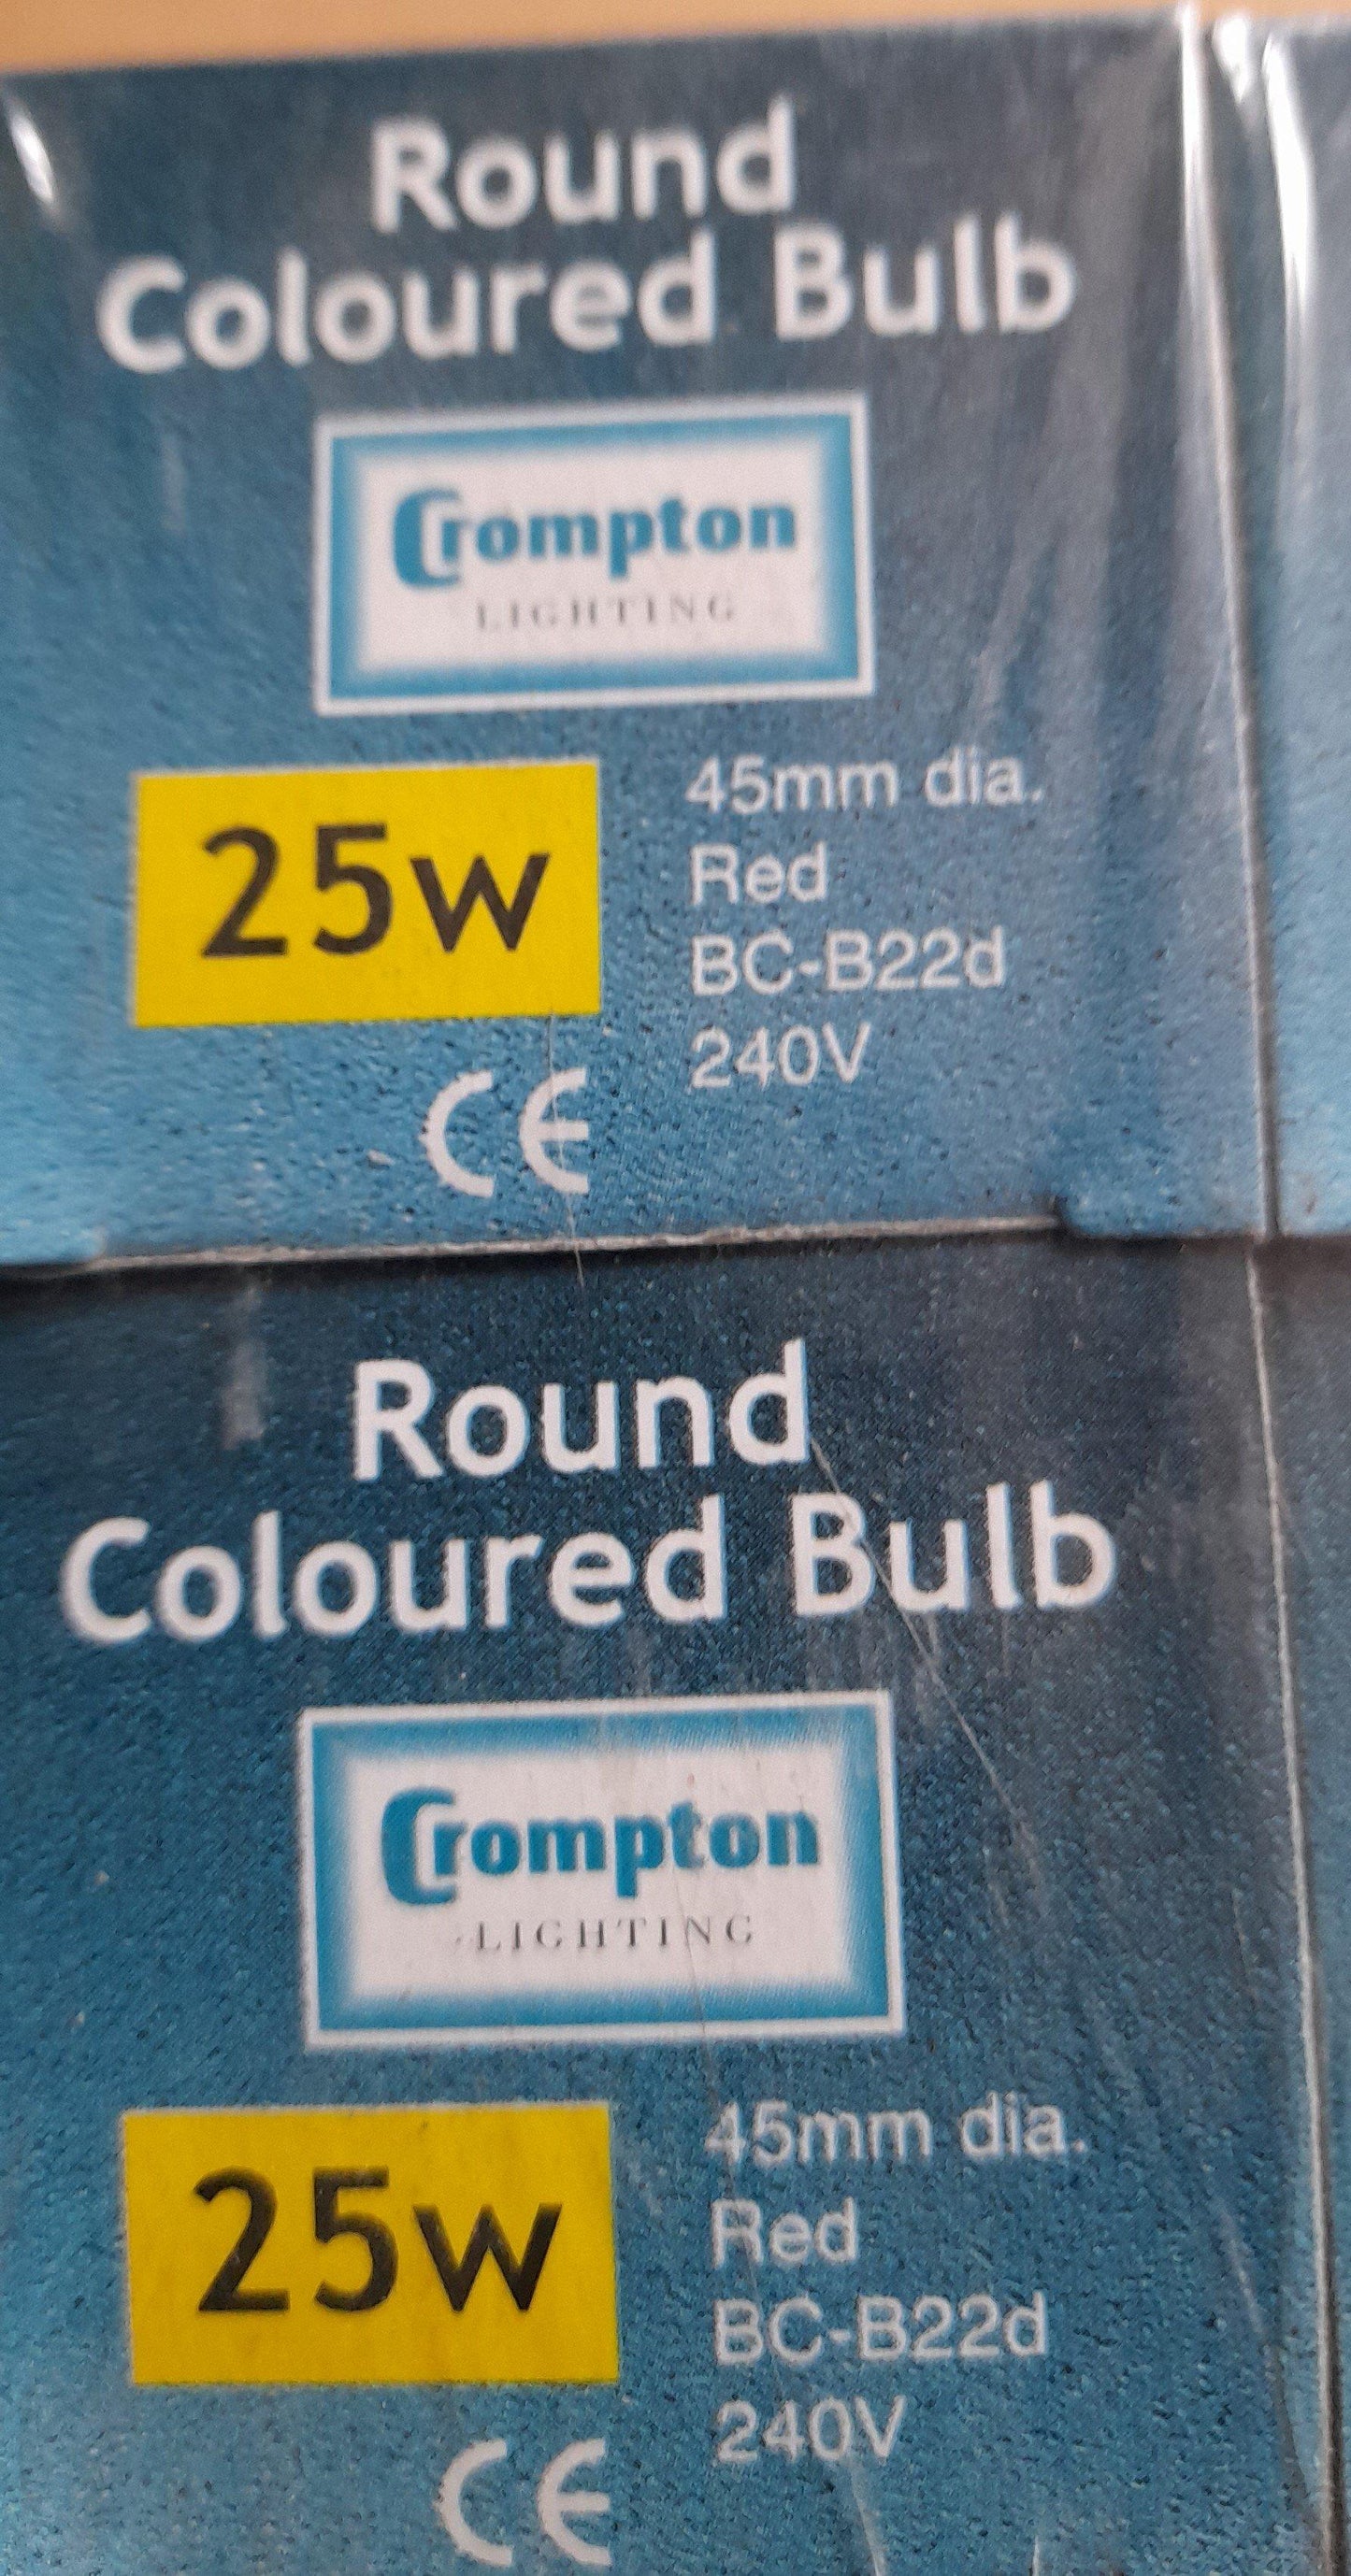 Round
Coloured Bulb
Crompton
LIGHTING
25w
45mm dia.
Red
BC-B22d
240V
CE
Round
Coloured Bulb
Crompton
LIGHTING
25w
45mm dia.
Red
BC-B22d
240V
CE